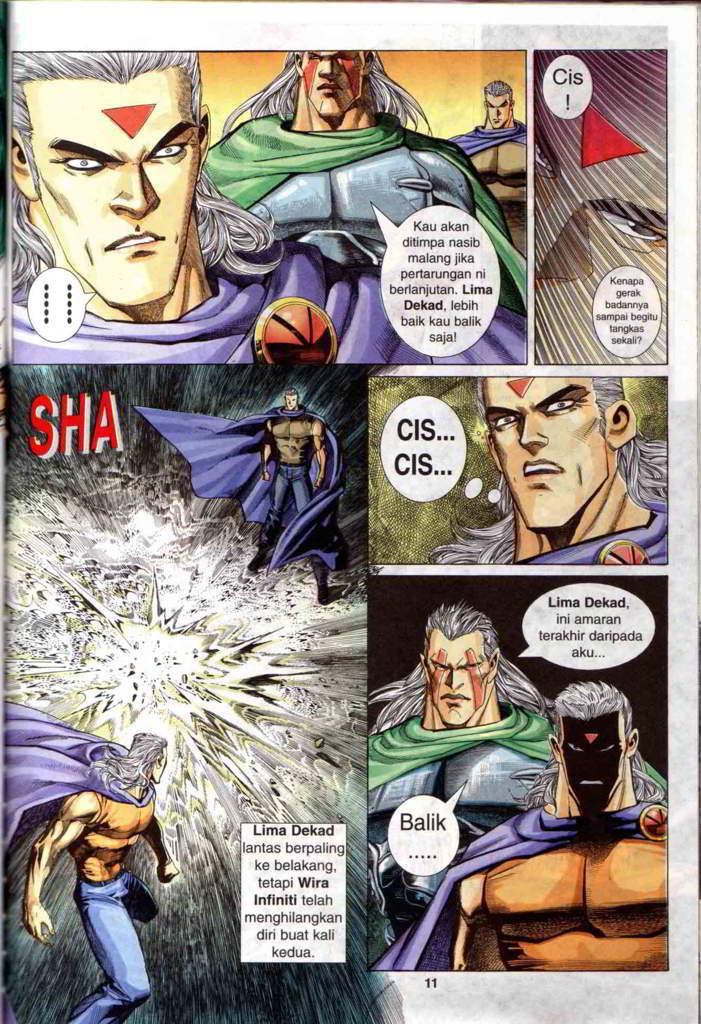 Kau akan
ditimpa nasib
malang jika
pertarungan ni
berlanjutan. Lima
Dekad, lebih
baik kau balik
saja!
!!!
Cis
!
Kenapa
gerak
badannya
sampai begitu
tangkas
sekali?
SHA
CIS...
CIS...
Lima Dekad
lantas berpaling
ke belakang,
tetapi Wira
Infiniti telah
menghilangkan
diri buat kali
kedua.
Lima Dekad,
ini amaran
terakhir daripada
aku...
Balik
.....
11